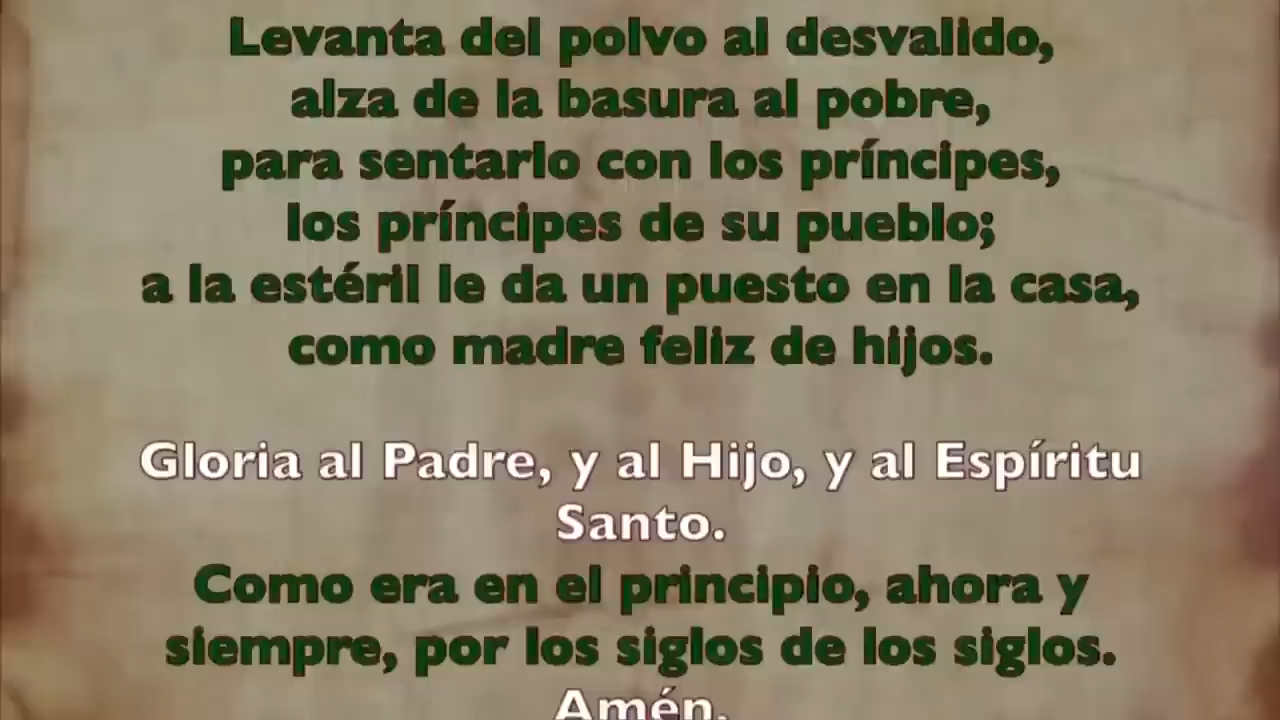 Levanta del polvo al desvalido,
alza de la basura al pobre,
para sentarlo con los príncipes,
los príncipes de su pueblo;
a la estéril le da un puesto en la casa,
como madre feliz de hijos.
Gloria al Padre, y al Hijo, y al Espíritu
Santo.
Como era en el principio, ahora y
siempre, por los siglos de los siglos.
Amén.